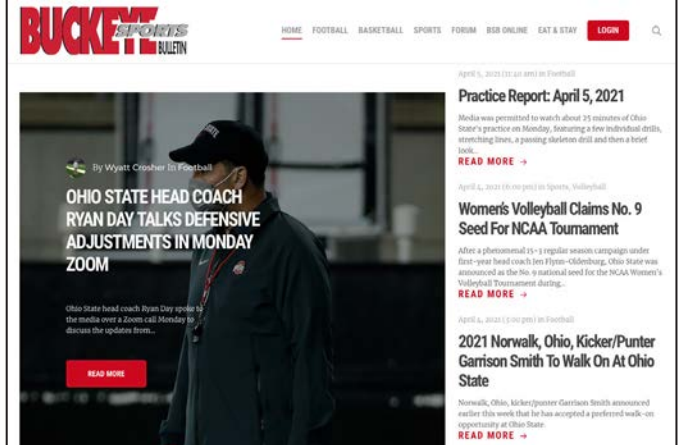 BUCKEYE
SPORTS
BULLETIN
HOME FOOTBALL BASKETBALL SPORTS FORUM BSB ONLINE EAT & STAY LOGIN
By Wyatt Crosher In Football
OHIO STATE HEAD COACH
RYAN DAY TALKS DEFENSIVE
ADJUSTMENTS IN MONDAY
ZOOM
Ohio State head coach Ryan Day spoke to
the media over a Zoom call Monday to
discuss the updates from...
READ MORE
April 5, 2021 (11:40 am) in Football
Practice Report: April 5, 2021
Media was permitted to watch about 25 minutes of Ohio
State's practice on Monday, featuring a few individual drills,
stretching lines, a passing skeleton drill and then a brief
look...
READ MORE →
April 4, 2021 (6:00 pm) in Sports, Volleyball
Women's Volleyball Claims No. 9
Seed For NCAA Tournament
After a phenomenal 15-3 regular season campaign under
first-year head coach Jen Flynn-Oldenburg, Ohio State was
announced as the No. 9 national seed for the NCAA Women's
Volleyball Tournament during...
READ MORE →
April 4, 2021 (5:00 pm) in Football
2021 Norwalk, Ohio, Kicker/Punter
Garrison Smith To Walk On At Ohio
State
Norwalk, Ohio, kicker/punter Garrison Smith announced
earlier this week that he has accepted a preferred walk-on
opportunity at Ohio State.
READ MORE →